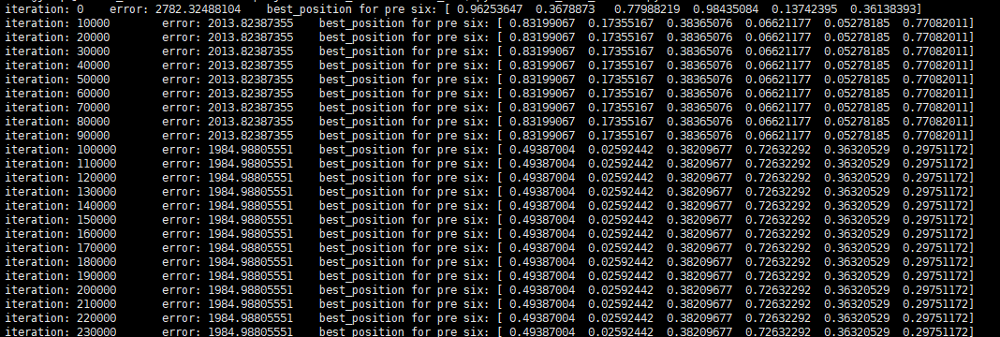 iteration: 0 error: 2782.32488104 best_position for pre six: [ 0.96253647 0.3678873 0.77988219 0.98435084 0.13742395 0.36138393]
iteration: 10000 error: 2013.82387355 best_position for pre six: [ 0.83199067 0.17355167 0.38365076 0.06621177 0.05278185 0.77082011]
iteration: 20000 error: 2013.82387355 best_position for pre six: [ 0.83199067 0.17355167 0.38365076 0.06621177 0.05278185 0.77082011]
iteration: 30000 error: 2013.82387355 best_position for pre six: [ 0.83199067 0.17355167 0.38365076 0.06621177 0.05278185 0.77082011]
iteration: 40000 error: 2013.82387355 best_position for pre six: [ 0.83199067 0.17355167 0.38365076 0.06621177 0.05278185 0.77082011]
iteration: 50000 error: 2013.82387355 best_position for pre six: [ 0.83199067 0.17355167 0.38365076 0.06621177 0.05278185 0.77082011]
iteration: 60000 error: 2013.82387355 best_position for pre six: [ 0.83199067 0.17355167 0.38365076 0.06621177 0.05278185 0.77082011]
iteration: 70000 error: 2013.82387355 best_position for pre six: [ 0.83199067 0.17355167 0.38365076 0.06621177 0.05278185 0.77082011]
iteration: 80000 error: 2013.82387355 best_position for pre six: [ 0.83199067 0.17355167 0.38365076 0.06621177 0.05278185 0.77082011]
iteration: 90000 error: 2013.82387355 best_position for pre six: [ 0.83199067 0.17355167 0.38365076 0.06621177 0.05278185 0.77082011]
iteration: 100000 error: 1984.98805551 best_position for pre six: [ 0.49387004 0.02592442 0.38209677 0.72632292 0.36320529 0.29751172]
iteration: 110000 error: 1984.98805551 best_position for pre six: [ 0.49387004 0.02592442 0.38209677 0.72632292 0.36320529 0.29751172]
iteration: 120000 error: 1984.98805551 best_position for pre six: [ 0.49387004 0.02592442 0.38209677 0.72632292 0.36320529 0.29751172]
iteration: 130000 error: 1984.98805551 best_position for pre six: [ 0.49387004 0.02592442 0.38209677 0.72632292 0.36320529 0.29751172]
iteration: 140000 error: 1984.98805551 best_position for pre six: [ 0.49387004 0.02592442 0.38209677 0.72632292 0.36320529 0.29751172]
iteration: 150000 error: 1984.98805551 best_position for pre six: [ 0.49387004 0.02592442 0.38209677 0.72632292 0.36320529 0.29751172]
iteration: 160000 error: 1984.98805551 best_position for pre six: [ 0.49387004 0.02592442 0.38209677 0.72632292 0.36320529 0.29751172]
iteration: 170000 error: 1984.98805551 best_position for pre six: [ 0.49387004 0.02592442 0.38209677 0.72632292 0.36320529 0.29751172]
iteration: 180000 error: 1984.98805551 best_position for pre six: [ 0.49387004 0.02592442 0.38209677 0.72632292 0.36320529 0.29751172]
iteration: 190000 error: 1984.98805551 best_position for pre six: [ 0.49387004 0.02592442 0.38209677 0.72632292 0.36320529 0.29751172]
iteration: 200000 error: 1984.98805551 best_position for pre six: [ 0.49387004 0.02592442 0.38209677 0.72632292 0.36320529 0.29751172]
iteration: 210000 error: 1984.98805551 best_position for pre six: [ 0.49387004 0.02592442 0.38209677 0.72632292 0.36320529 0.29751172]
iteration: 220000 error: 1984.98805551 best_position for pre six: [ 0.49387004 0.02592442 0.38209677 0.72632292 0.36320529 0.29751172]
iteration: 230000 error: 1984.98805551 best_position for pre six: [ 0.49387004 0.02592442 0.38209677 0.72632292 0.36320529 0.29751172]